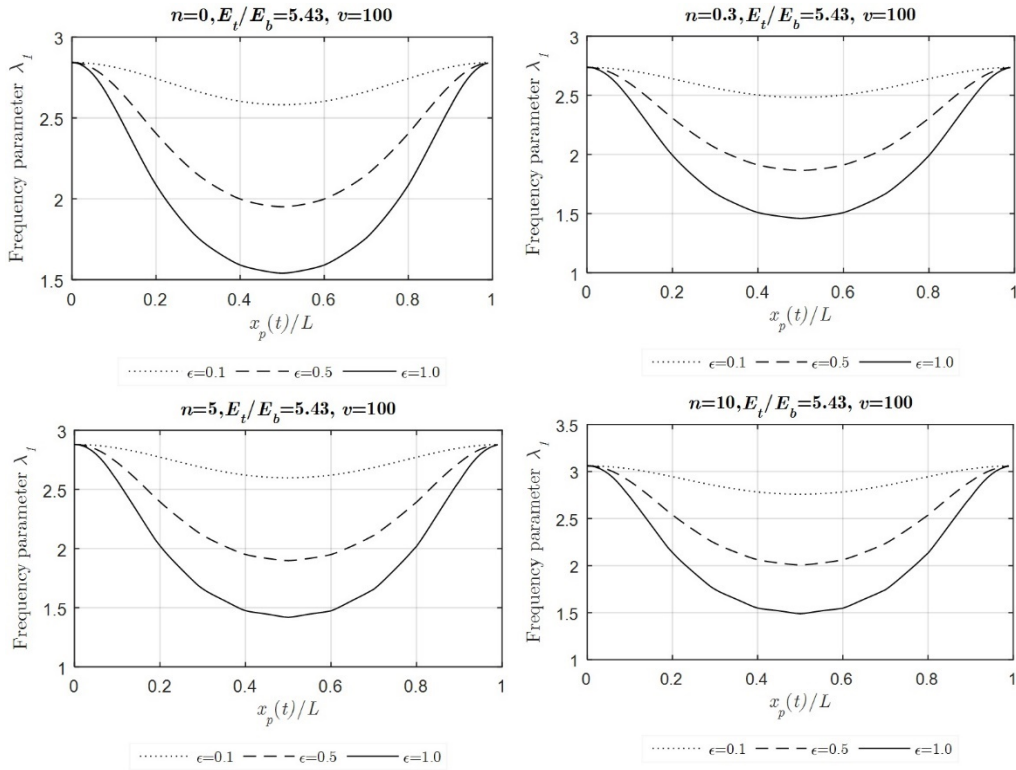 n=0,E_t/E_b=5.43, v=100
Frequency parameter λ_1
3
2.5
2
1.5
0 0.2 0.4 0.6 0.8 1
x_p(t)/L
ϵ=0.1 ϵ=0.5 ϵ=1.0
n=0.3,E_t/E_b=5.43, v=100
Frequency parameter λ_1
3
2.5
2
1.5
1
0 0.2 0.4 0.6 0.8 1
x_p(t)/L
ϵ=0.1 ϵ=0.5 ϵ=1.0
n=5,E_t/E_b=5.43, v=100
Frequency parameter λ_1
3
2.5
2
1.5
1
0 0.2 0.4 0.6 0.8 1
x_p(t)/L
ϵ=0.1 ϵ=0.5 ϵ=1.0
n=10,E_t/E_b=5.43, v=100
Frequency parameter λ_1
3.5
3
2.5
2
1.5
1
0 0.2 0.4 0.6 0.8 1
x_p(t)/L
ϵ=0.1 ϵ=0.5 ϵ=1.0